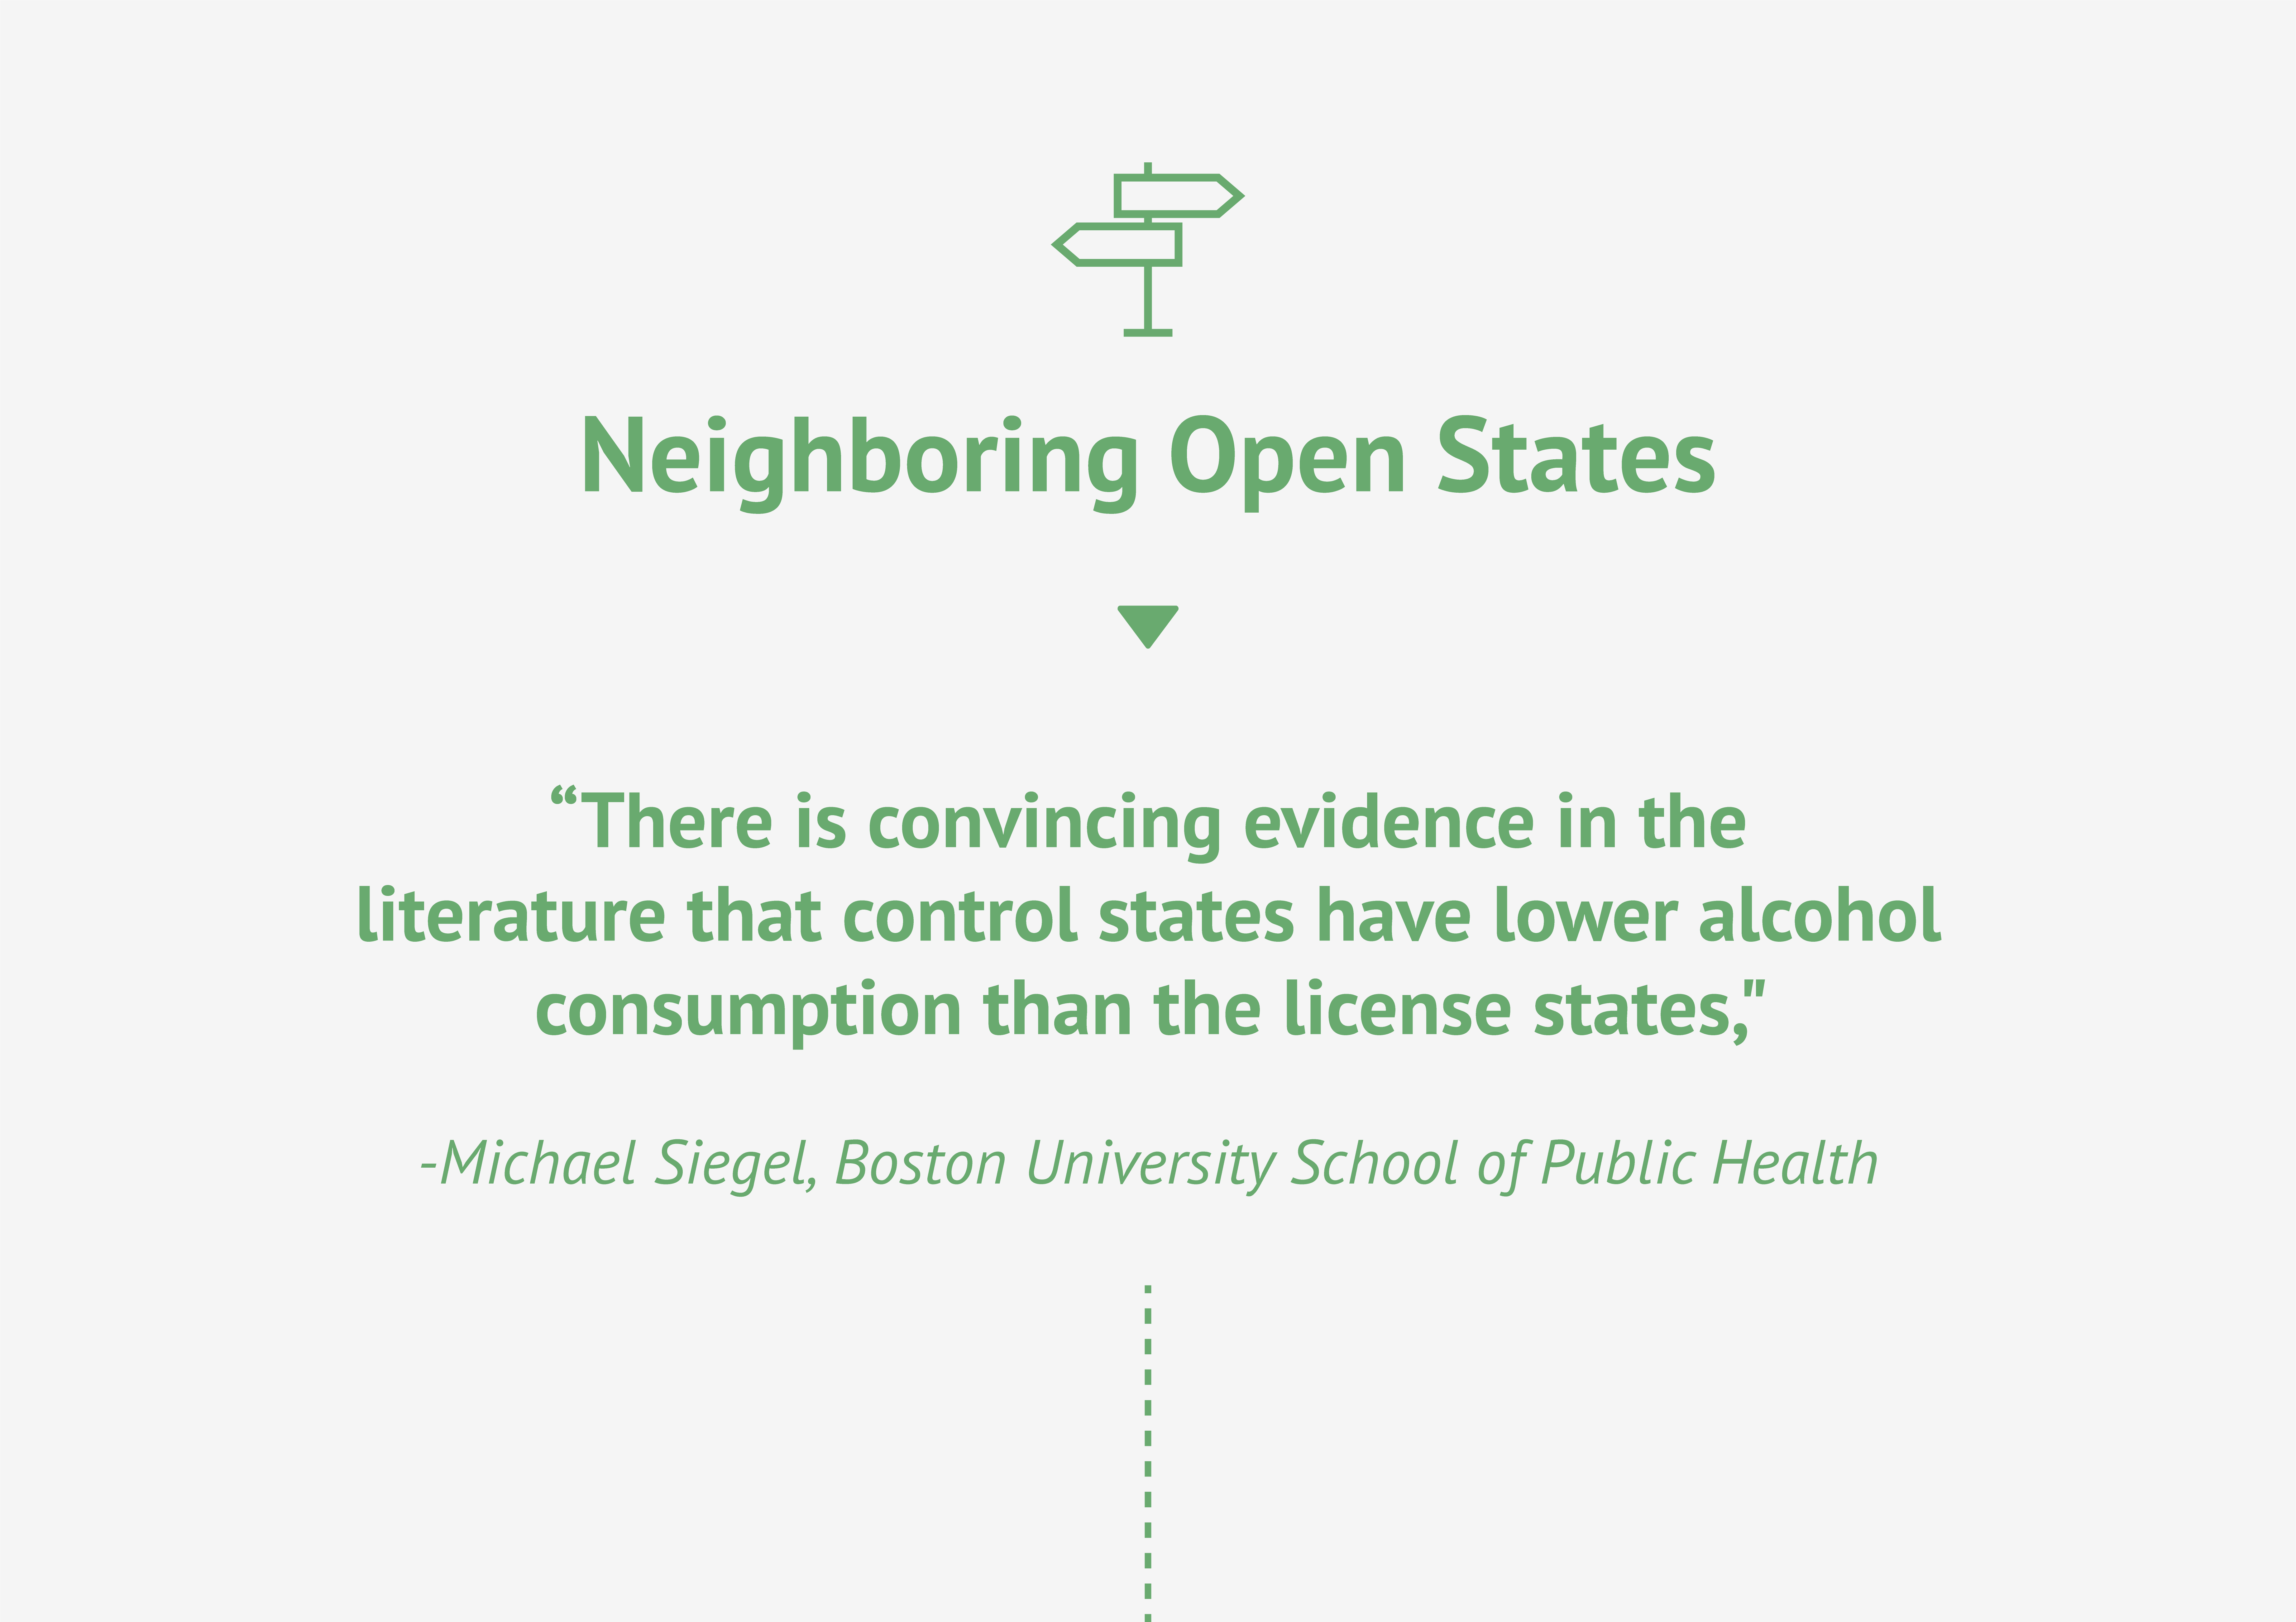 Neighboring Open States
“There is convincing evidence in the
literature that control states have lower alcohol
consumption than the license states,"
-Michael Siegel, Boston University School of Public Health